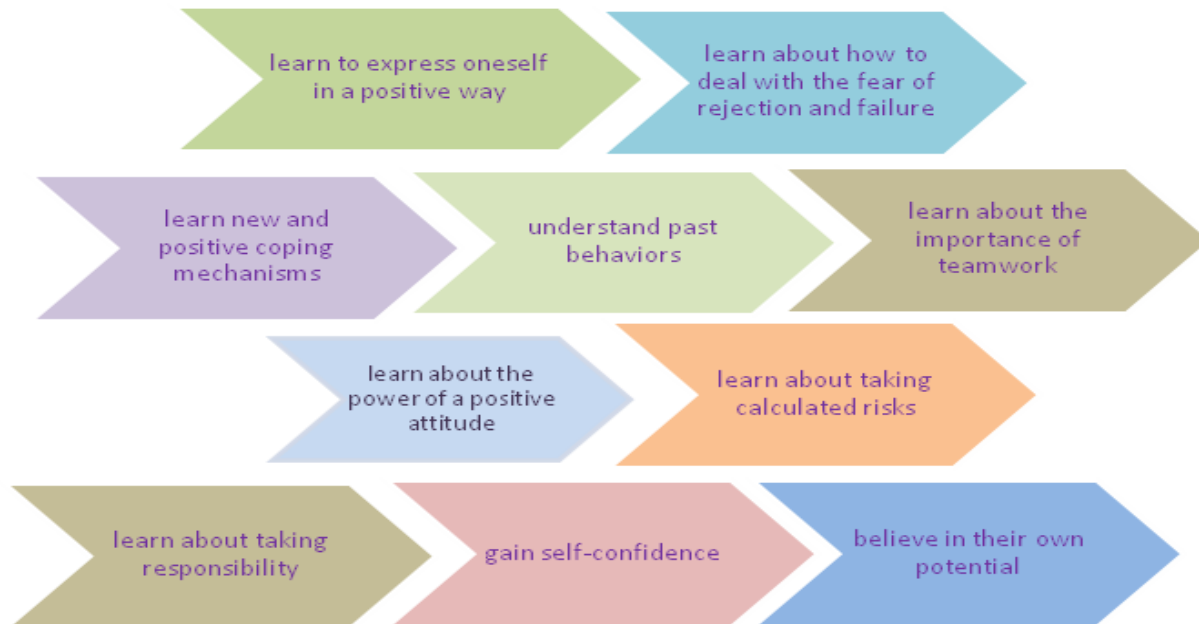 learn to express oneself
in a positive way
learn about how to
deal with the fear of
rejection and failure
learn new and
positive coping
mechanisms
understand past
behaviors
learn about the
importance of
teamwork
learn about the
power of a positive
attitude
learn about taking
calculated risks
learn about taking
responsibility
gain self-confidence
believe in their own
potential